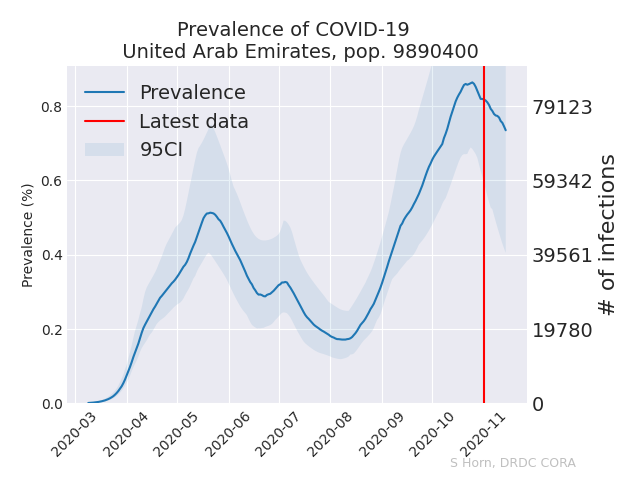 Prevalence of COVID-19
United Arab Emirates, pop. 9890400
Prevalence
Latest data
95CI
Prevalence (%)
0.8
0.6
0.4
0.2
0.0
79123
59342
39561
19780
0
# of infections
2020-03
2020-04
2020-05
2020-06
2020-07
2020-08
2020-09
2020-10
2020-11
S Horn, DRDC CORA